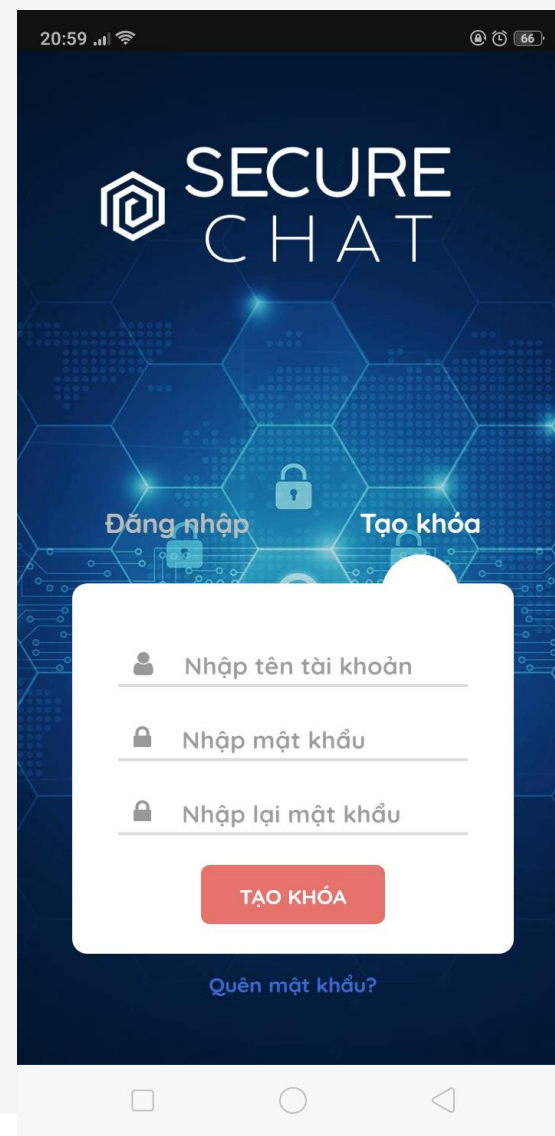 20:59
66
SECURE
CHAT
Đăng nhập
Tạo khóa
Nhập tên tài khoản
Nhập mật khẩu
Nhập lại mật khẩu
TẠO KHÓA
Quên mật khẩu?